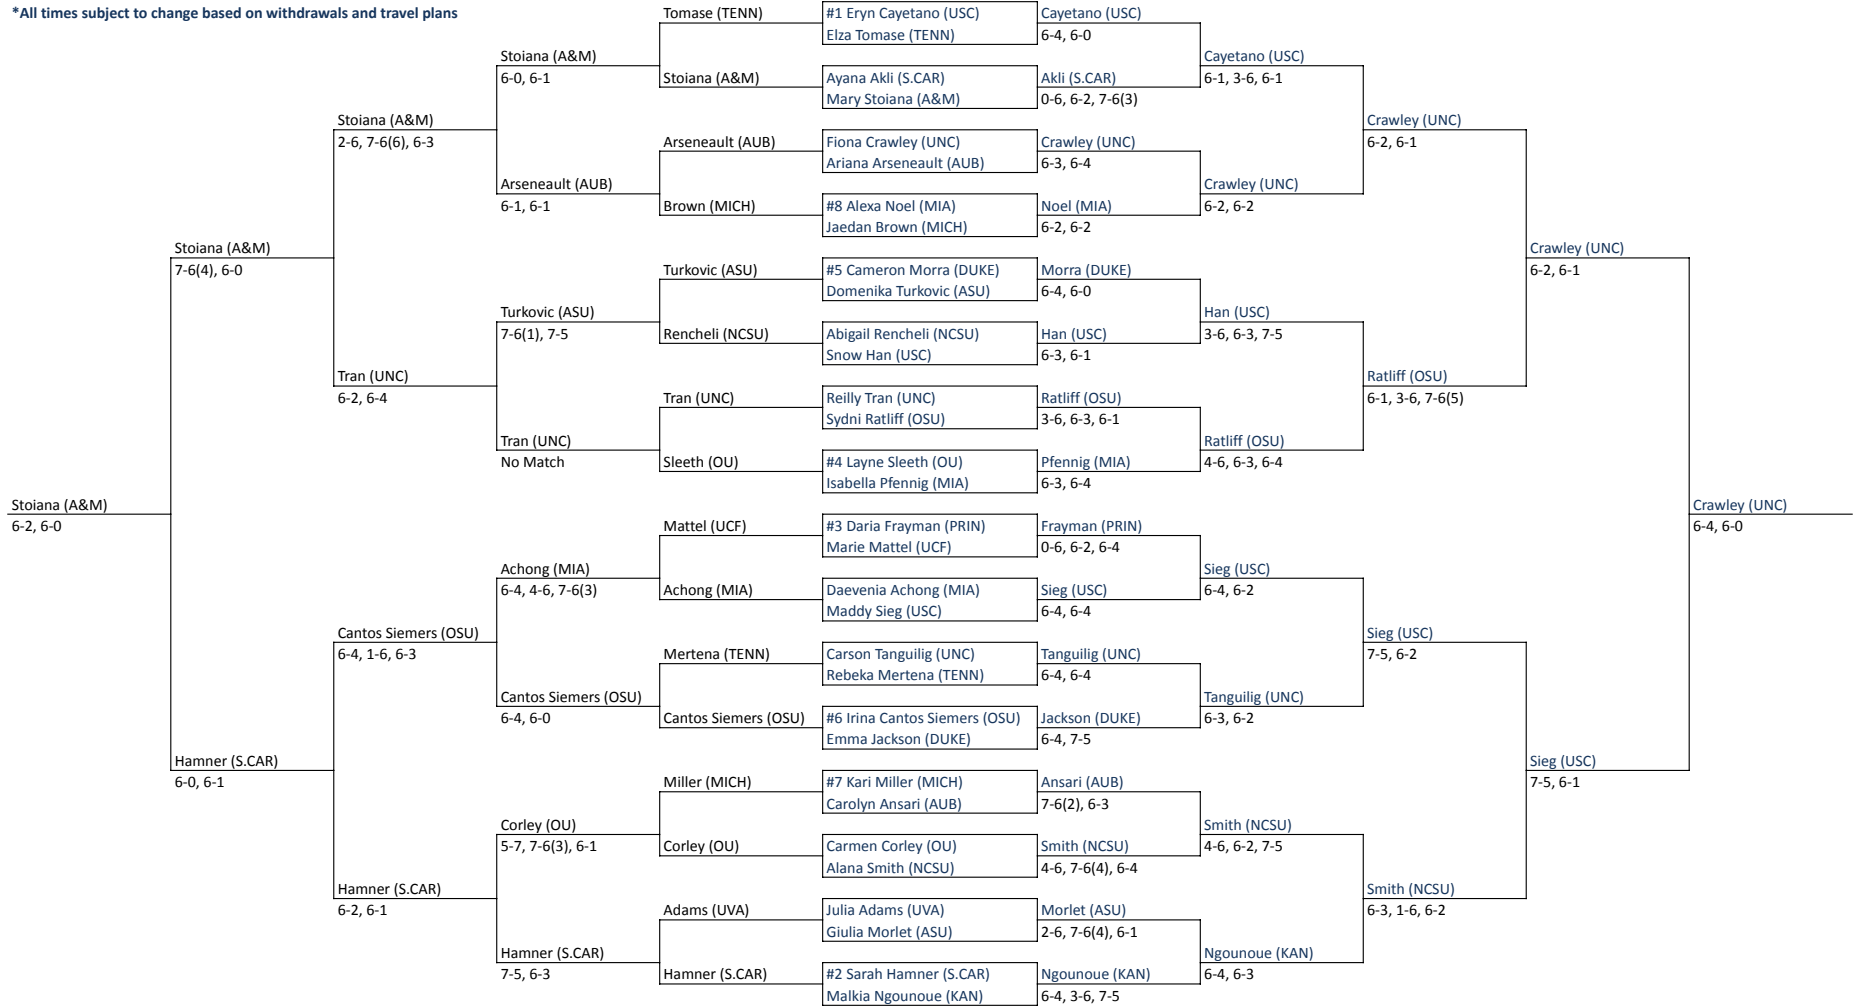 *All times subject to change based on withdrawals and travel plans
Stoiana (A&M)
6-2, 6-0
Stoiana (A&M)
7-6(4), 6-0
Hamner (S.CAR)
6-0, 6-1
Stoiana (A&M)
2-6, 7-6(6), 6-3
Tran (UNC)
6-2, 6-4
Cantos Siemers (OSU)
6-4, 1-6, 6-3
Hamner (S.CAR)
6-2, 6-1
Stoiana (A&M)
6-0, 6-1
Arseneault (AUB)
6-1, 6-1
Turkovic (ASU)
7-6(1), 7-5
Tran (UNC)
No Match
Achong (MIA)
6-4, 4-6, 7-6(3)
Cantos Siemers (OSU)
6-4, 6-0
Corley (OU)
5-7, 7-6(3), 6-1
Hamner (S.CAR)
7-5, 6-3
Tomase (TENN)
Stoiana (A&M)
Arseneault (AUB)
Brown (MICH)
Turkovic (ASU)
Rencheli (NCSU)
Tran (UNC)
Sleeth (OU)
Mattel (UCF)
Achong (MIA)
Mertena (TENN)
Cantos Siemers (OSU)
Miller (MICH)
Corley (OU)
Adams (UVA)
Hamner (S.CAR)
#1 Eryn Cayetano (USC)
Elza Tomase (TENN)
Ayana Akli (S.CAR)
Mary Stoiana (A&M)
Fiona Crawley (UNC)
Ariana Arseneault (AUB)
#8 Alexa Noel (MIA)
Jaedan Brown (MICH)
#5 Cameron Morra (DUKE)
Domenika Turkovic (ASU)
Abigail Rencheli (NCSU)
Snow Han (USC)
Reilly Tran (UNC)
Sydni Ratliff (OSU)
#4 Layne Sleeth (OU)
Isabella Pfennig (MIA)
#3 Daria Frayman (PRIN)
Marie Mattel (UCF)
Daevenia Achong (MIA)
Maddy Sieg (USC)
Carson Tanguilig (UNC)
Rebeka Mertena (TENN)
#6 Irina Cantos Siemers (OSU)
Emma Jackson (DUKE)
#7 Kari Miller (MICH)
Carolyn Ansari (AUB)
Carmen Corley (OU)
Alana Smith (NCSU)
Julia Adams (UVA)
Giulia Morlet (ASU)
#2 Sarah Hamner (S.CAR)
Malkia Ngounoue (KAN)
Cayetano (USC)
6-4, 6-0
Akli (S.CAR)
0-6, 6-2, 7-6(3)
Crawley (UNC)
6-3, 6-4
Noel (MIA)
6-2, 6-2
Morra (DUKE)
6-4, 6-0
Han (USC)
6-3, 6-1
Ratliff (OSU)
3-6, 6-3, 6-1
Pfennig (MIA)
6-3, 6-4
Frayman (PRIN)
0-6, 6-2, 6-4
Sieg (USC)
6-4, 6-4
Tanguilig (UNC)
6-4, 6-4
Jackson (DUKE)
6-4, 7-5
Ansari (AUB)
7-6(2), 6-3
Smith (NCSU)
4-6, 7-6(4), 6-4
Morlet (ASU)
2-6, 7-6(4), 6-1
Ngounoue (KAN)
6-4, 3-6, 7-5
Cayetano (USC)
6-1, 3-6, 6-1
Crawley (UNC)
6-2, 6-2
Han (USC)
3-6, 6-3, 7-5
Ratliff (OSU)
4-6, 6-3, 6-4
Sieg (USC)
6-4, 6-2
Tanguilig (UNC)
6-3, 6-2
Smith (NCSU)
4-6, 6-2, 7-5
Ngounoue (KAN)
6-4, 6-3
Crawley (UNC)
6-2, 6-1
Ratliff (OSU)
6-1, 3-6, 7-6(5)
Sieg (USC)
7-5, 6-2
Smith (NCSU)
6-3, 1-6, 6-2
Crawley (UNC)
6-2, 6-1
Sieg (USC)
7-5, 6-1
Crawley (UNC)
6-4, 6-0